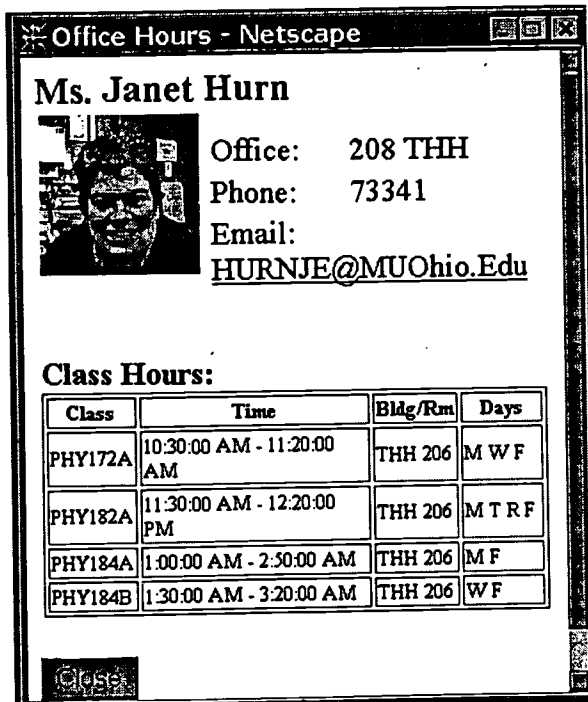 Office Hours - Netscape
Ms. Janet Hurn
Office: 208 THH
Phone: 73341
Email:
HURNJE@MUOhio.Edu
Class Hours:
Class Time Bldg/Rm Days
PHY172A 10:30:00 AM - 11:20:00 AM THH 206 M W F
PHY182A 11:30:00 AM - 12:20:00 PM THH 206 M T R F
PHY184A 1:00:00 AM - 2:50:00 AM THH 206 M F
PHY184B 1:30:00 AM - 3:20:00 AM THH 206 W F
Close